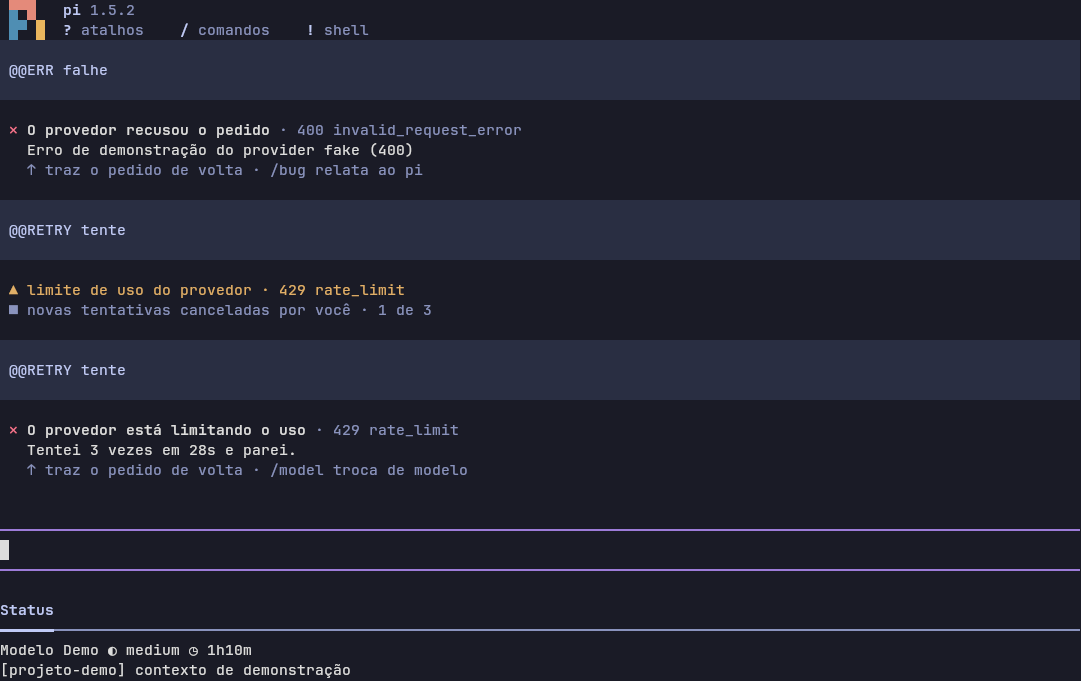 pi 1.5.2
? atalhos / comandos ! shell
@@ERR falhe
× O provedor recusou o pedido · 400 invalid_request_error
Erro de demonstração do provider fake (400)
↑ traz o pedido de volta · /bug relata ao pi
@@RETRY tente
▲ limite de uso do provedor · 429 rate_limit
■ novas tentativas canceladas por você · 1 de 3
@@RETRY tente
× O provedor está limitando o uso · 429 rate_limit
Tentei 3 vezes em 28s e parei.
↑ traz o pedido de volta · /model troca de modelo
Status
Modelo Demo ◐ medium ◷ 1h10m
[projeto-demo] contexto de demonstração